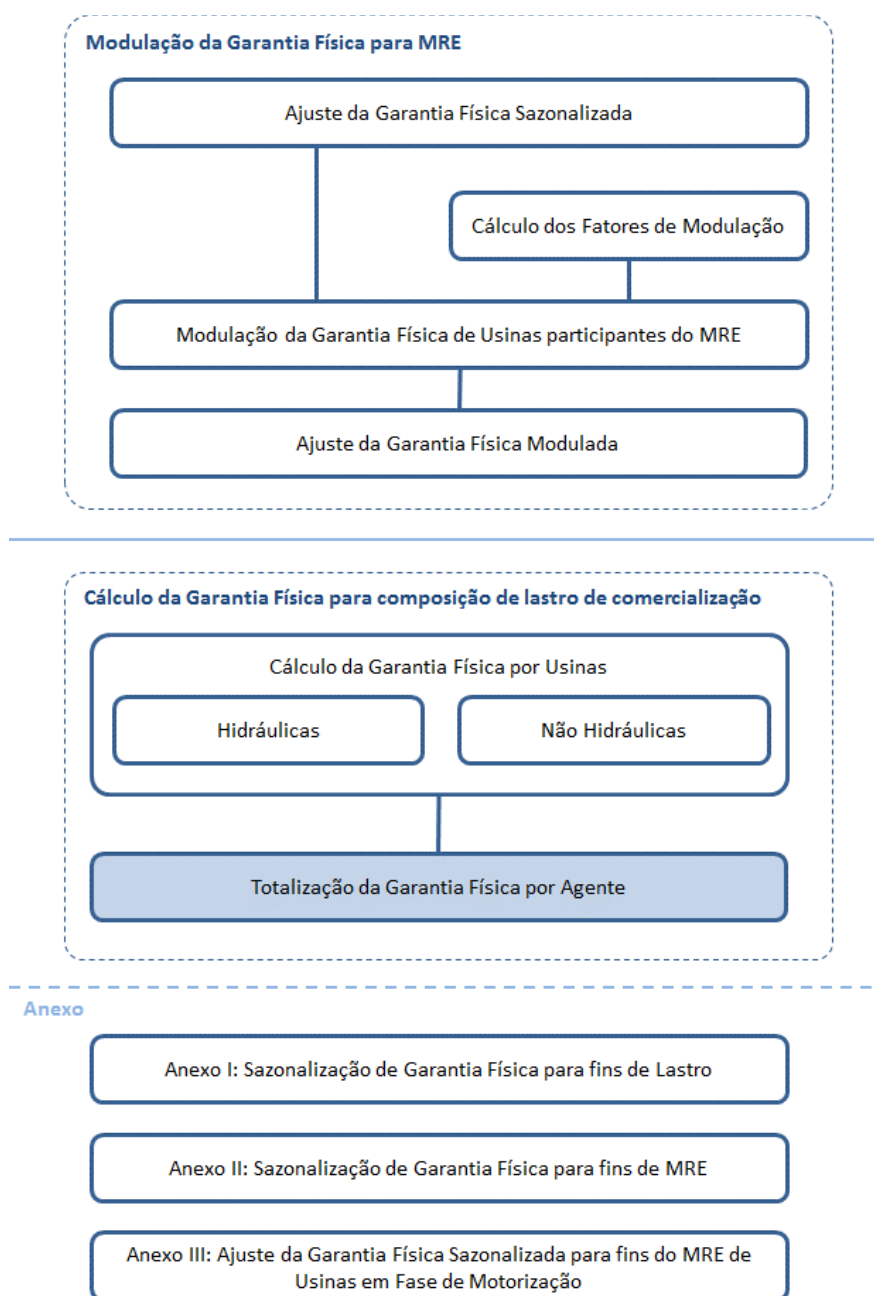 Modulação da Garantia Física para MRE
Ajuste da Garantia Física Sazonalizada
Cálculo dos Fatores de Modulação
Modulação da Garantia Física de Usinas participantes do MRE
Ajuste da Garantia Física Modulada
Cálculo da Garantia Física para composição de lastro de comercialização
Cálculo da Garantia Física por Usinas
Hidráulicas
Não Hidráulicas
Totalização da Garantia Física por Agente
Anexo
Anexo I: Sazonalização de Garantia Física para fins de Lastro
Anexo II: Sazonalização de Garantia Física para fins de MRE
Anexo III: Ajuste da Garantia Física Sazonalizada para fins do MRE de
Usinas em Fase de Motorização